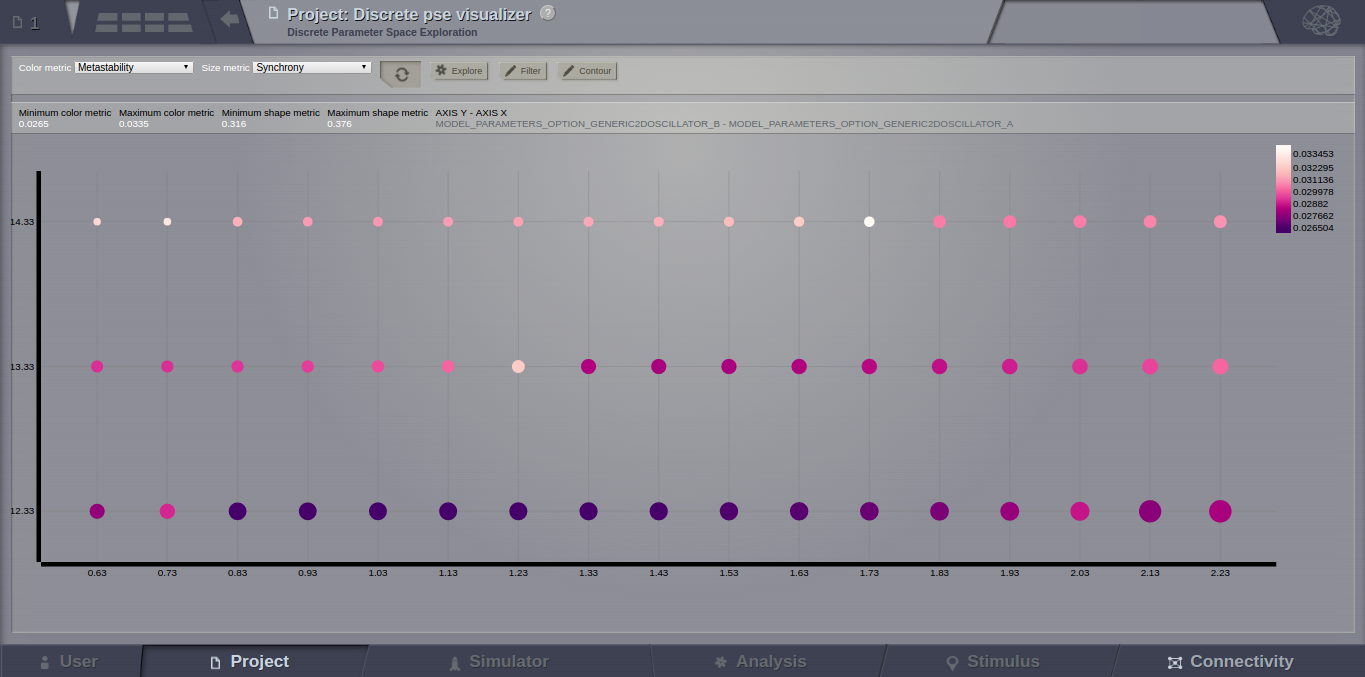 1
Project: Discrete pse visualizer ?
Discrete Parameter Space Exploration
Color metric Metastability Size metric Synchrony Explore Filter Contour
Minimum color metric Maximum color metric Minimum shape metric Maximum shape metric AXIS Y - AXIS X
0.0265 0.0335 0.316 0.376 MODEL_PARAMETERS_OPTION_GENERIC2DOSCILLATOR_B - MODEL_PARAMETERS_OPTION_GENERIC2DOSCILLATOR_A
0.033453
0.032295
0.031136
0.029978
0.02882
0.027662
0.026504
14.33
13.33
12.33
0.63 0.73 0.83 0.93 1.03 1.13 1.23 1.33 1.43 1.53 1.63 1.73 1.83 1.93 2.03 2.13 2.23
User Project Simulator Analysis Stimulus Connectivity